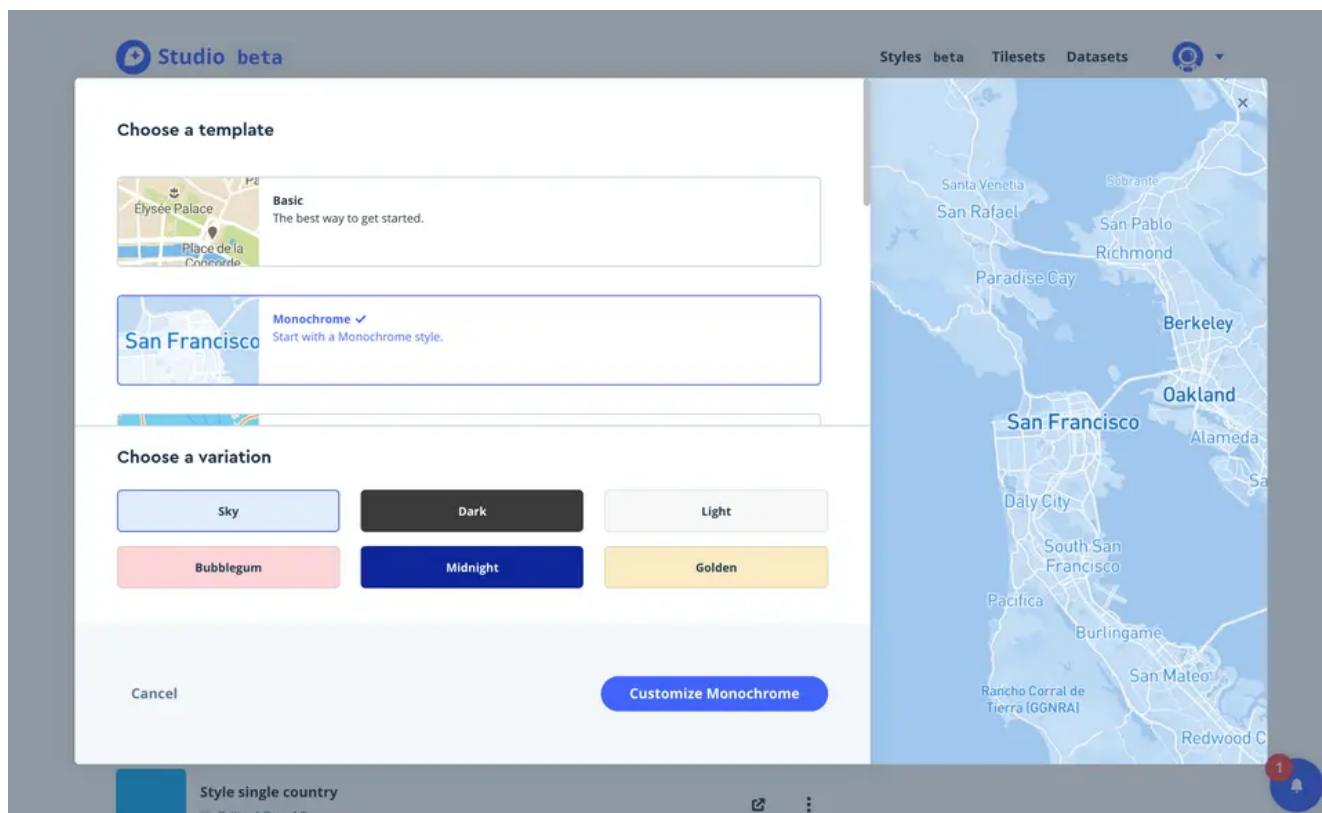 Studio beta
Styles beta Tilesets Datasets
Choose a template
Élysée Palace
Place de la
Concorde
Basic
The best way to get started.
San Francisco
Monochrome
Start with a Monochrome style.
Choose a variation
Sky
Dark
Light
Bubblegum
Midnight
Golden
Cancel
Customize Monochrome
Santa Venetia
Sobrante
San Rafael
San Pablo
Richmond
Paradise Cay
Berkeley
Oakland
San Francisco
Alameda
Sa
Daly City
South San
Francisco
Pacifica
Burlingame
San Mateo
Rancho Corral de
Tierra (GGNRA)
Redwood C
Style single country
1